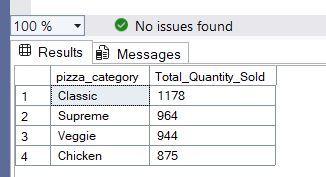 100 %
No issues found
Results Messages
pizza_category Total_Quantity_Sold
1 Classic 1178
2 Supreme 964
3 Veggie 944
4 Chicken 875